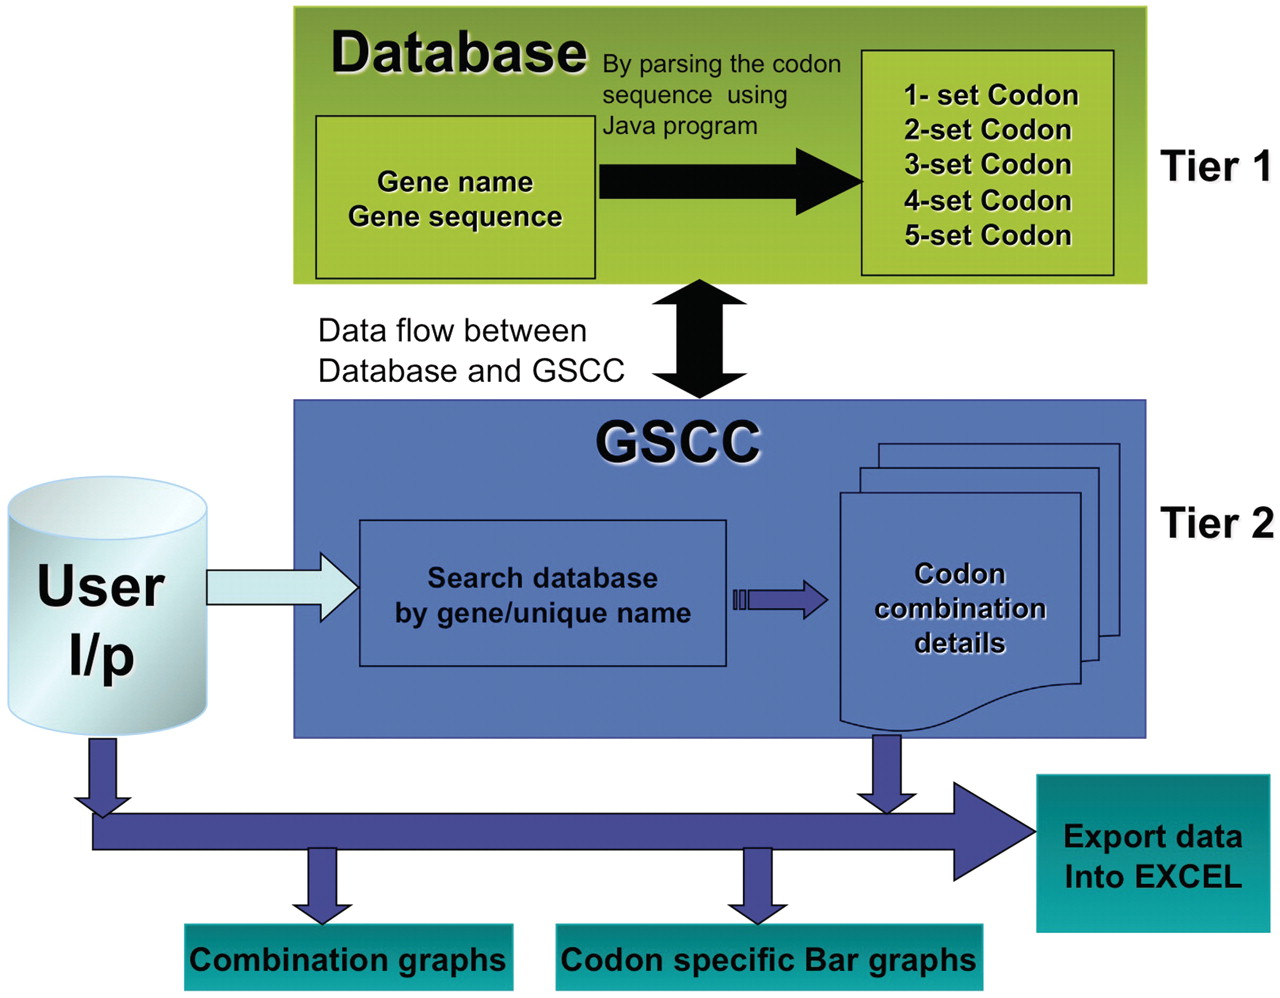 Database
By parsing the codon
sequence using
Java program
Gene name
Gene sequence
1- set Codon
2-set Codon
3-set Codon
4-set Codon
5-set Codon
Tier 1
Data flow between
Database and GSCC
GSCC
User
I/p
Search database
by gene/unique name
Codon
combination
details
Tier 2
Export data
Into EXCEL
Combination graphs
Codon specific Bar graphs